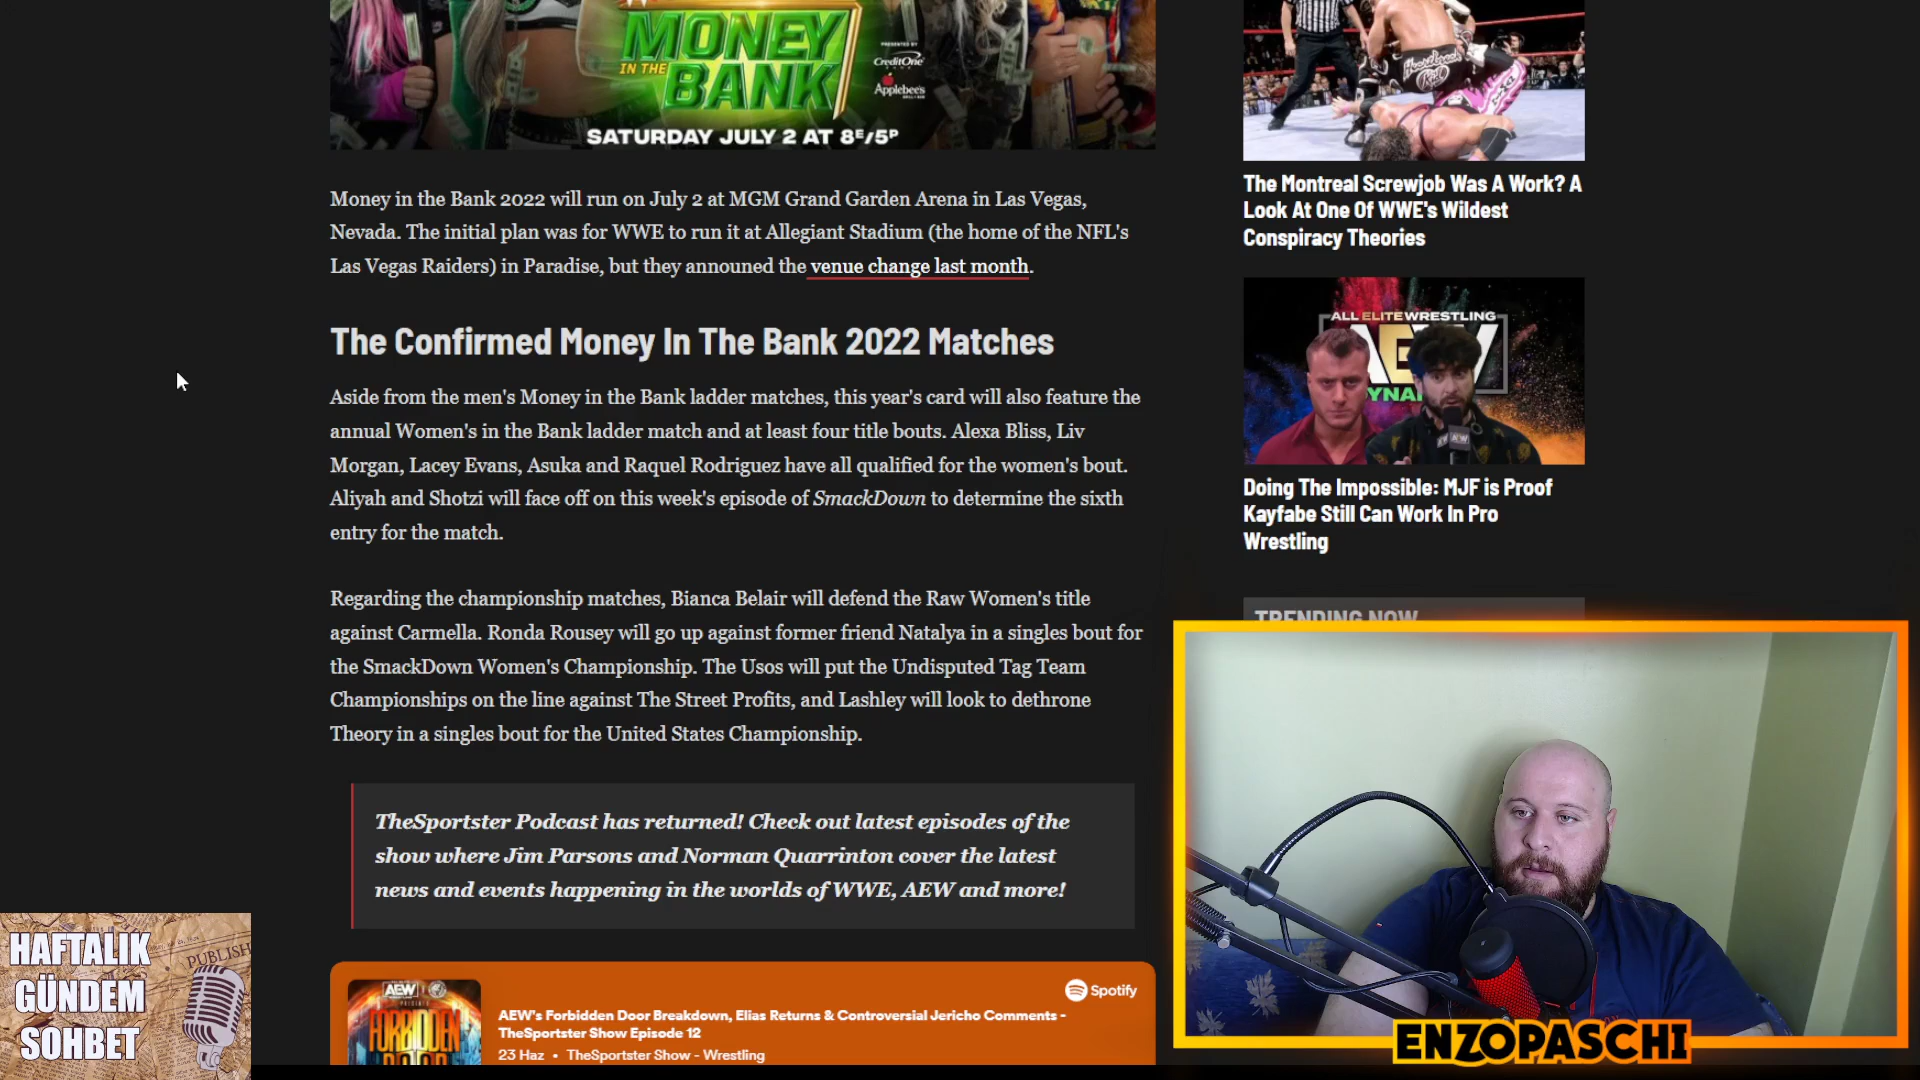 MONEY
IN THE
BANK
PRESENTED BY
CreditOne
Applebee's
SATURDAY JULY 2 AT 8E/5P
Money in the Bank 2022 will run on July 2 at MGM Grand Garden Arena in Las Vegas,
Nevada. The initial plan was for WWE to run it at Allegiant Stadium (the home of the NFL's
Las Vegas Raiders) in Paradise, but they announed the venue change last month.
The Confirmed Money In The Bank 2022 Matches
Aside from the men's Money in the Bank ladder matches, this year's card will also feature the
annual Women's in the Bank ladder match and at least four title bouts. Alexa Bliss, Liv
Morgan, Lacey Evans, Asuka and Raquel Rodriguez have all qualified for the women's bout.
Aliyah and Shotzi will face off on this week's episode of SmackDown to determine the sixth
entry for the match.
Regarding the championship matches, Bianca Belair will defend the Raw Women's title
against Carmella. Ronda Rousey will go up against former friend Natalya in a singles bout for
the SmackDown Women's Championship. The Usos will put the Undisputed Tag Team
Championships on the line against The Street Profits, and Lashley will look to dethrone
Theory in a singles bout for the United States Championship.
TheSportster Podcast has returned! Check out latest episodes of the
show where Jim Parsons and Norman Quarrinton cover the latest
news and events happening in the worlds of WWE, AEW and more!
AEW
FORBIDDEN
Spotify
AEW's Forbidden Door Breakdown, Elias Returns & Controversial Jericho Comments -
TheSportster Show Episode 12
23 Haz • TheSportster Show - Wrestling
Heartbreak
Kid
The Montreal Screwjob Was A Work? A
Look At One Of WWE's Wildest
Conspiracy Theories
ALL ELITE WRESTLING
Doing The Impossible: MJF is Proof
Kayfabe Still Can Work In Pro
Wrestling
TRENDING NOW
HAFTALIK
GÜNDEM
SOHBET
PUBLISH
ENZOPASCHI